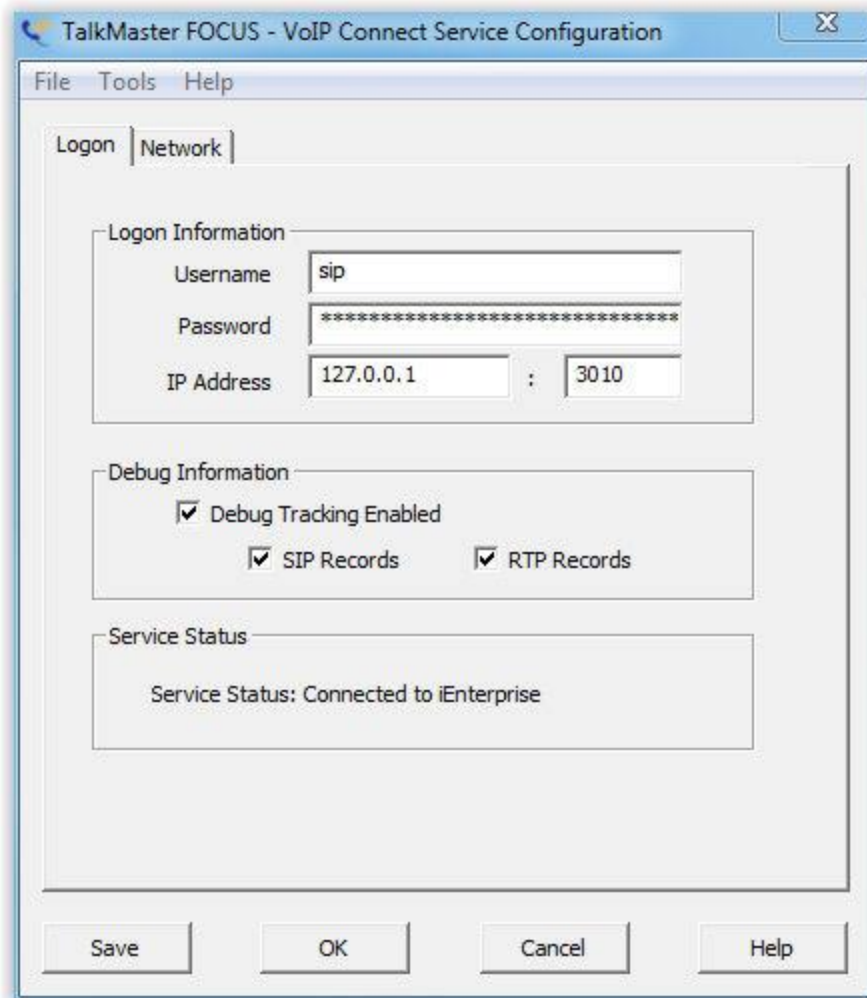 TalkMaster FOCUS - VoIP Connect Service Configuration
File Tools Help
Logon Network
Logon Information
Username sip
Password ******************************
IP Address 127.0.0.1 : 3010
Debug Information
Debug Tracking Enabled
SIP Records RTP Records
Service Status
Service Status: Connected to iEnterprise
Save OK Cancel Help